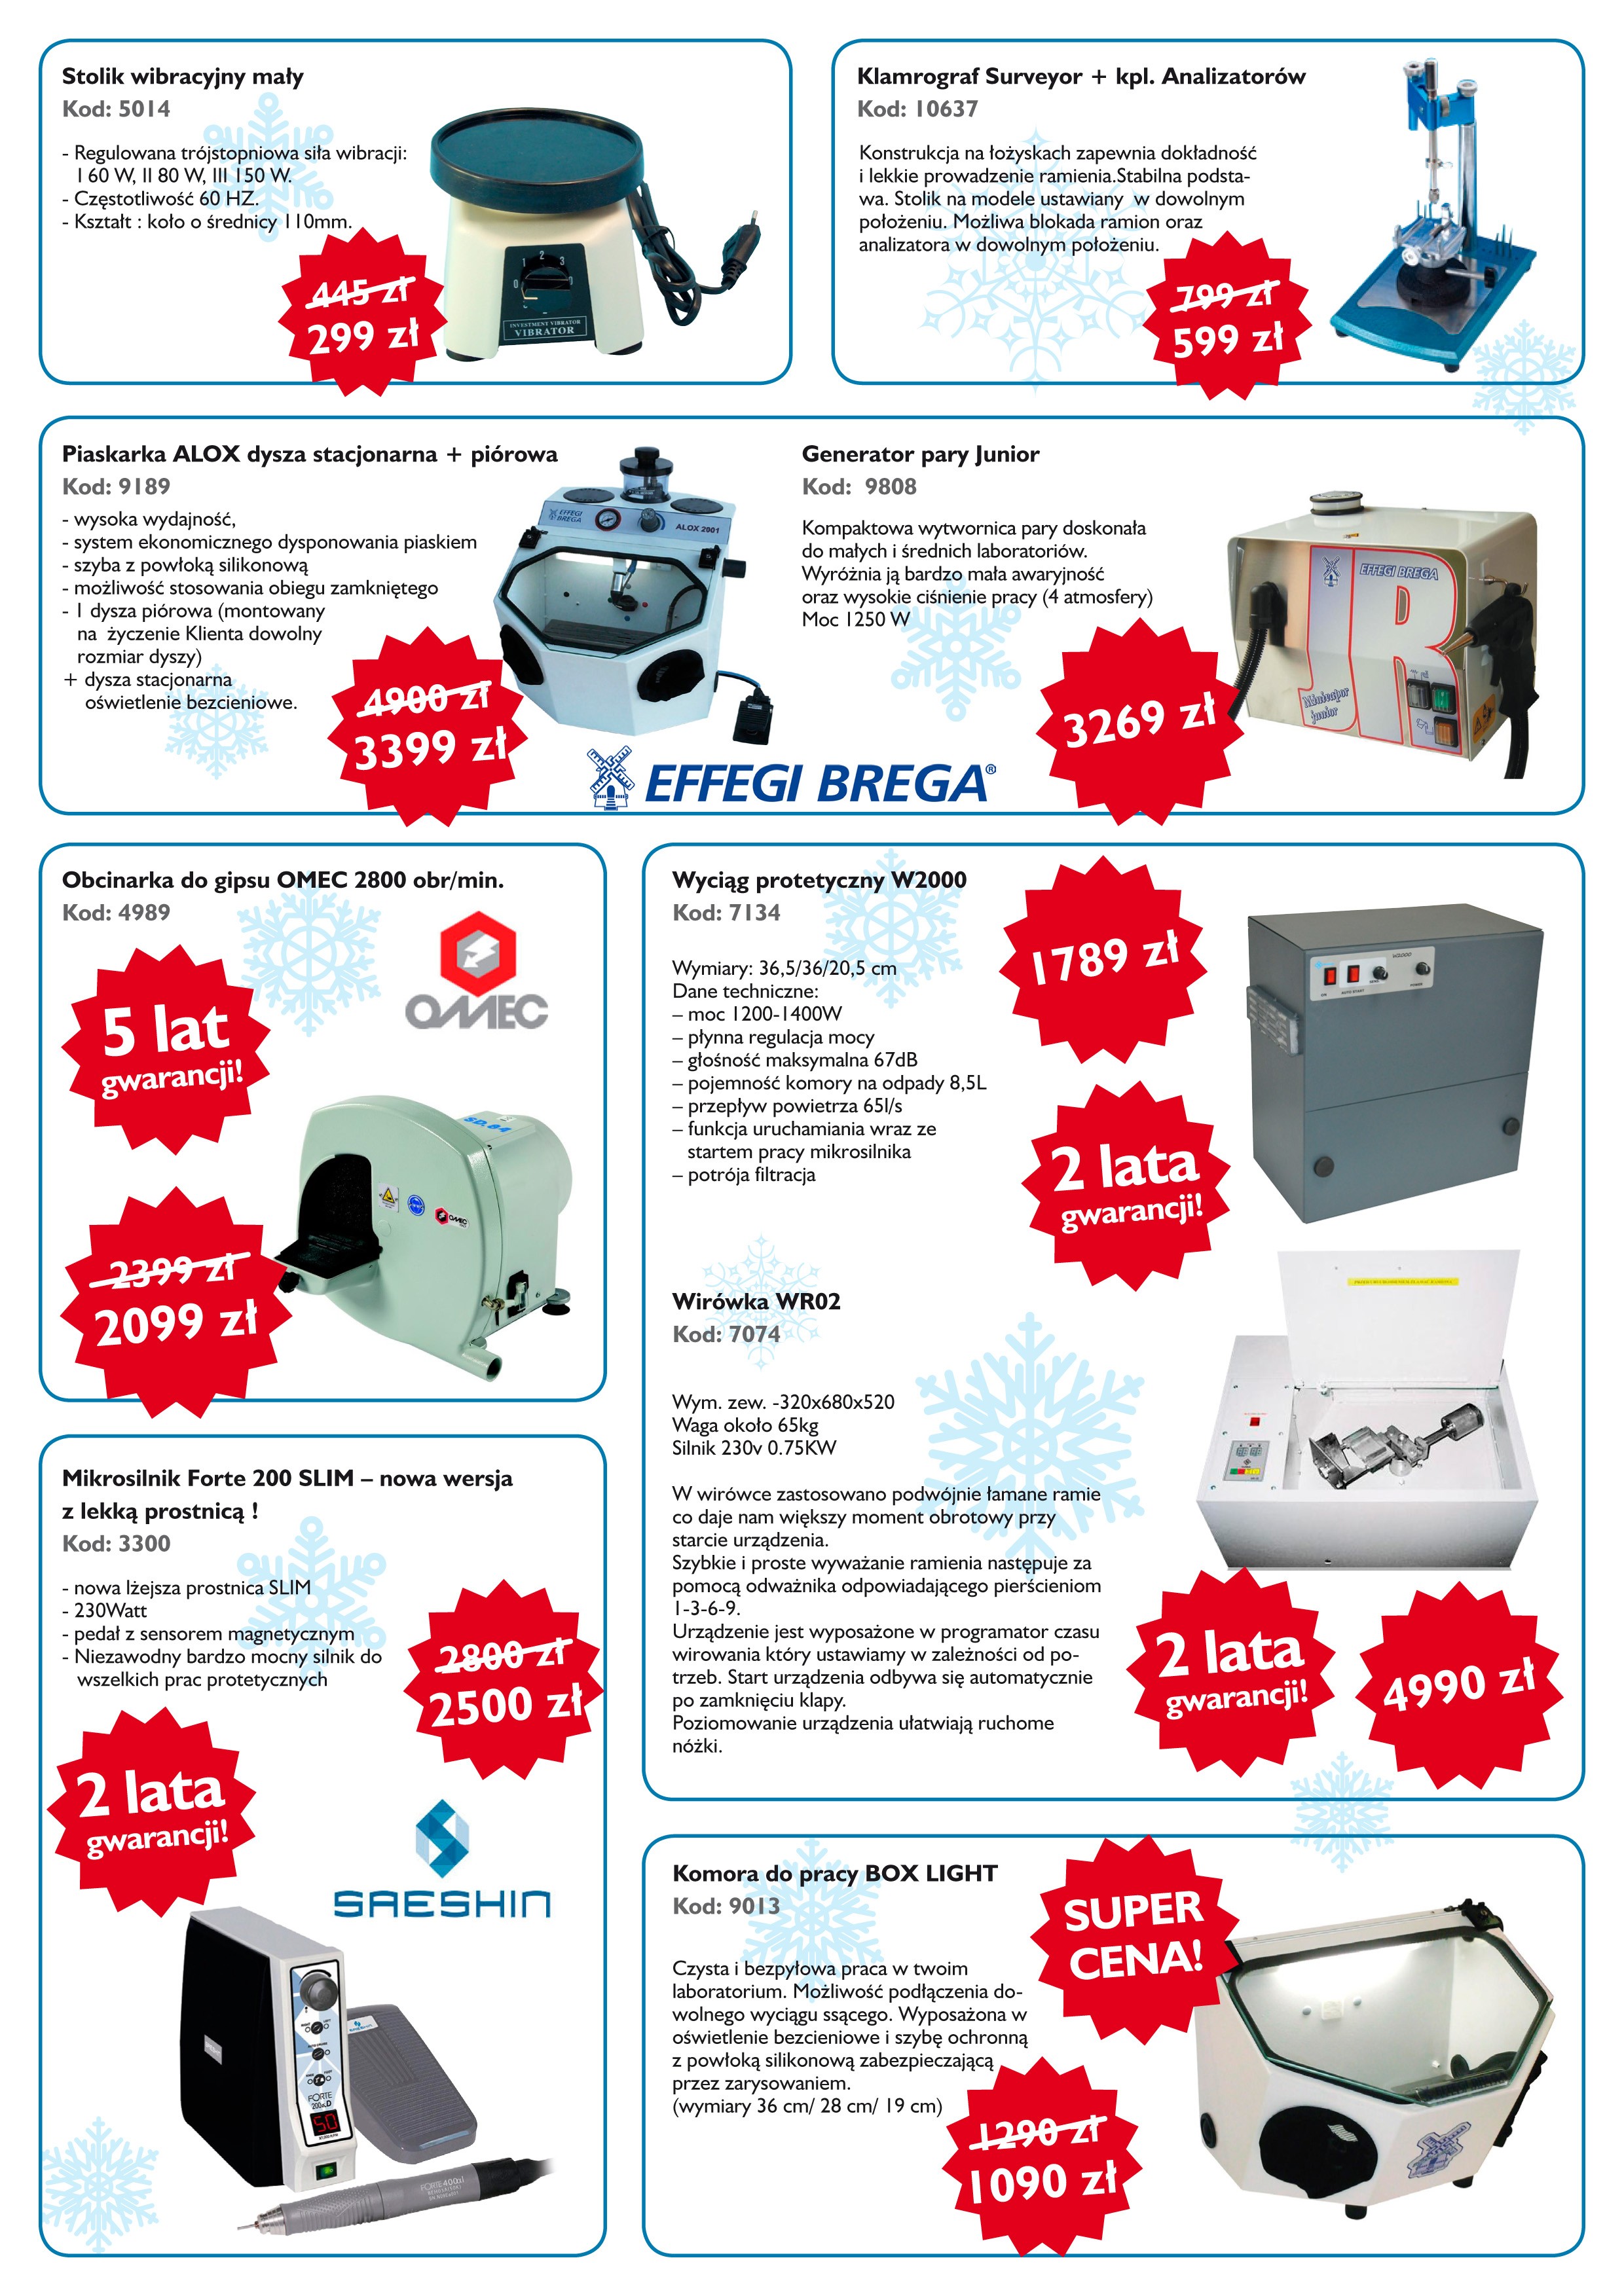 Stolik wibracyjny mały
Kod: 5014
- Regulowana trójstopniowa siła wibracji:
I 60 W, II 80 W, III 150 W.
- Częstotliwość 60 HZ.
- Kształt : koło o średnicy 110mm.
445 zł
299 zł
0 1 2 3
INVESTMENT VIBRATOR
VIBRATOR
Klamrograf Surveyor + kpl. Analizatorów
Kod: 10637
Konstrukcja na łożyskach zapewnia dokładność
i lekkie prowadzenie ramienia.Stabilna podsta-
wa. Stolik na modele ustawiany w dowolnym
położeniu. Możliwa blokada ramion oraz
analizatora w dowolnym położeniu.
799 zł
599 zł
Piaskarka ALOX dysza stacjonarna + piórowa
Kod: 9189
- wysoka wydajność,
- system ekonomicznego dysponowania piaskiem
- szyba z powłoką silikonową
- możliwość stosowania obiegu zamkniętego
- 1 dysza piórowa (montowany
na życzenie Klienta dowolny
rozmiar dyszy)
+ dysza stacjonarna
oświetlenie bezcieniowe.
4900 zł
3399 zł
EFFEGI
BREGA
ALOX 2001
EFFEGI BREGA®
Generator pary Junior
Kod: 9808
Kompaktowa wytwornica pary doskonała
do małych i średnich laboratoriów.
Wyróżnia ją bardzo mała awaryjność
oraz wysokie ciśnienie pracy (4 atmosfery)
Moc 1250 W
3269 zł
EFFEGI BREGA
JR
Minivapor
junior
Obcinarka do gipsu OMEC 2800 obr/min.
Kod: 4989
OMEC
5 lat
gwarancji!
SD.84
OMEC
2399 zł
2099 zł
Wyciąg protetyczny W2000
Kod: 7134
Wymiary: 36,5/36/20,5 cm
Dane techniczne:
– moc 1200-1400W
– płynna regulacja mocy
– głośność maksymalna 67dB
– pojemność komory na odpady 8,5L
– przepływ powietrza 65l/s
– funkcja uruchamiania wraz ze
startem pracy mikrosilnika
– potrója filtracja
1789 zł
2 lata
gwarancji!
W2000
AUTO START
Wirówka WR02
Kod: 7074
Wym. zew. -320x680x520
Waga około 65kg
Silnik 230v 0.75KW
W wirówce zastosowano podwójnie łamane ramie
co daje nam większy moment obrotowy przy
starcie urządzenia.
Szybkie i proste wyważanie ramienia następuje za
pomocą odważnika odpowiadającego pierścieniom
1-3-6-9.
Urządzenie jest wyposażone w programator czasu
wirowania który ustawiamy w zależności od po-
trzeb. Start urządzenia odbywa się automatycznie
po zamknięciu klapy.
Poziomowanie urządzenia ułatwiają ruchome
nóżki.
2 lata
gwarancji!
4990 zł
Mikrosilnik Forte 200 SLIM – nowa wersja
z lekką prostnicą !
Kod: 3300
- nowa lżejsza prostnica SLIM
- 230Watt
- pedał z sensorem magnetycznym
- Niezawodny bardzo mocny silnik do
wszelkich prac protetycznych
2800 zł
2500 zł
2 lata
gwarancji!
SAESHIN
FORTE
50
FORTE400αl
Komora do pracy BOX LIGHT
Kod: 9013
Czysta i bezpyłowa praca w twoim
laboratorium. Możliwość podłączenia do-
wolnego wyciągu ssącego. Wyposażona w
oświetlenie bezcieniowe i szybę ochronną
z powłoką silikonową zabezpieczającą
przez zarysowaniem.
(wymiary 36 cm/ 28 cm/ 19 cm)
SUPER
CENA!
1290 zł
1090 zł